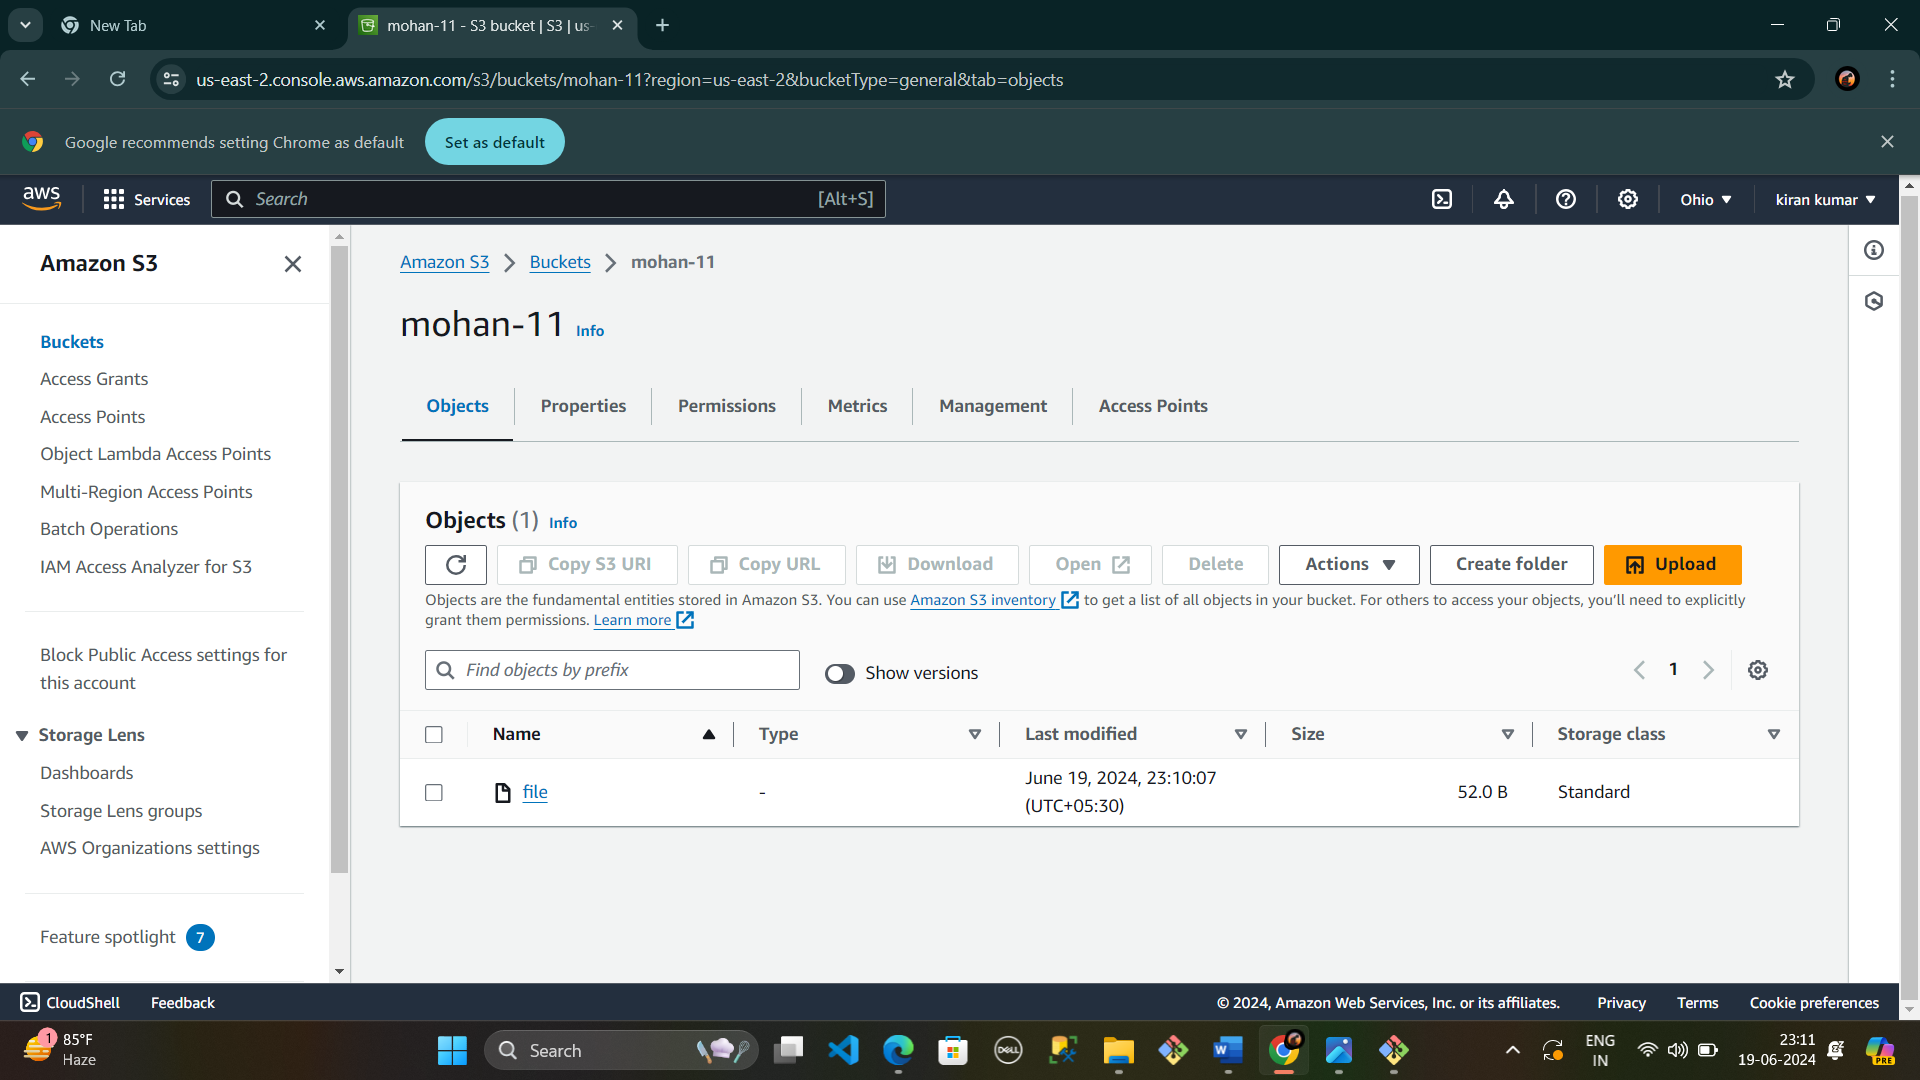 New Tab
mohan-11 - S3 bucket | S3 | us-
us-east-2.console.aws.amazon.com/s3/buckets/mohan-11?region=us-east-2&bucketType=general&tab=objects
Google recommends setting Chrome as default
Set as default
aws
Services
Search
[Alt+S]
Ohio
kiran kumar
Amazon S3
Buckets
Access Grants
Access Points
Object Lambda Access Points
Multi-Region Access Points
Batch Operations
IAM Access Analyzer for S3
Block Public Access settings for
this account
Storage Lens
Dashboards
Storage Lens groups
AWS Organizations settings
Feature spotlight 7
Amazon S3 > Buckets > mohan-11
mohan-11 Info
Objects
Properties
Permissions
Metrics
Management
Access Points
Objects (1) Info
Copy S3 URI
Copy URL
Download
Open
Delete
Actions
Create folder
Upload
Objects are the fundamental entities stored in Amazon S3. You can use Amazon S3 inventory to get a list of all objects in your bucket. For others to access your objects, you'll need to explicitly
grant them permissions. Learn more
Find objects by prefix
Show versions
1
Name
Type
Last modified
Size
Storage class
file
-
June 19, 2024, 23:10:07
(UTC+05:30)
52.0 B
Standard
CloudShell
Feedback
© 2024, Amazon Web Services, Inc. or its affiliates.
Privacy
Terms
Cookie preferences
1
85°F
Haze
Search
DELL
W
ENG
IN
23:11
19-06-2024
PRE